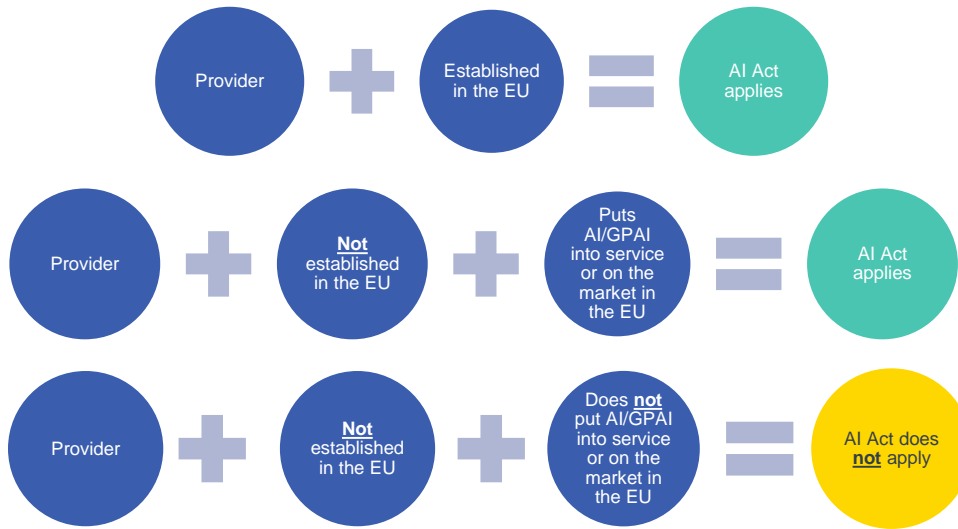 Provider
Established
in the EU
AI Act
applies
Provider
Not
established
in the EU
Puts
AI/GPAI
into service
or on the
market in
the EU
AI Act
applies
Provider
Not
established
in the EU
Does not
put AI/GPAI
into service
or on the
market in
the EU
AI Act does
not apply